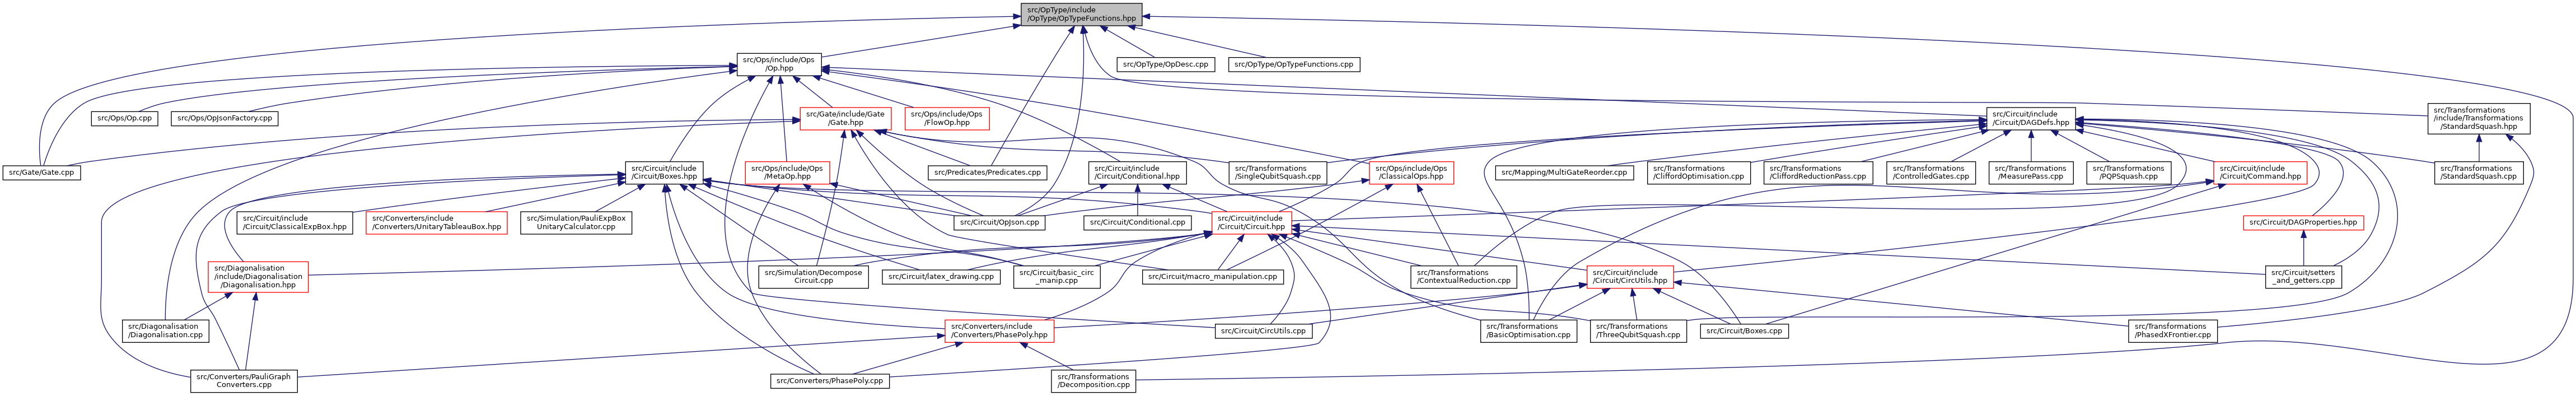 src/OpType/include
/OpType/OpTypeFunctions.hpp
src/Ops/include/Ops
/Op.hpp
src/OpType/OpDesc.cpp
src/OpType/OpTypeFunctions.cpp
src/Ops/Op.cpp
src/Ops/OpJsonFactory.cpp
src/Gate/include/Gate
/Gate.hpp
src/Ops/include/Ops
/FlowOp.hpp
src/Circuit/include
/Circuit/DAGDefs.hpp
src/Transformations
/include/Transformations
/StandardSquash.hpp
src/Gate/Gate.cpp
src/Circuit/include
/Circuit/Boxes.hpp
src/Ops/include/Ops
/MetaOp.hpp
src/Predicates/Predicates.cpp
src/Circuit/include
/Circuit/Conditional.hpp
src/Transformations
/SingleQubitSquash.cpp
src/Ops/include/Ops
/ClassicalOps.hpp
src/Mapping/MultiGateReorder.cpp
src/Transformations
/CliffordOptimisation.cpp
src/Transformations
/CliffordReductionPass.cpp
src/Transformations
/ControlledGates.cpp
src/Transformations
/MeasurePass.cpp
src/Transformations
/PQPSquash.cpp
src/Circuit/include
/Circuit/Command.hpp
src/Transformations
/StandardSquash.cpp
src/Circuit/include
/Circuit/ClassicalExpBox.hpp
src/Converters/include
/Converters/UnitaryTableauBox.hpp
src/Simulation/PauliExpBox
UnitaryCalculator.cpp
src/Circuit/OpJson.cpp
src/Circuit/Conditional.cpp
src/Circuit/include
/Circuit/Circuit.hpp
src/Circuit/DAGProperties.hpp
src/Diagonalisation
/include/Diagonalisation
/Diagonalisation.hpp
src/Simulation/Decompose
Circuit.cpp
src/Circuit/latex_drawing.cpp
src/Circuit/basic_circ
_manip.cpp
src/Circuit/macro_manipulation.cpp
src/Transformations
/ContextualReduction.cpp
src/Circuit/include
/Circuit/CircUtils.hpp
src/Circuit/setters
_and_getters.cpp
src/Diagonalisation
/Diagonalisation.cpp
src/Converters/include
/Converters/PhasePoly.hpp
src/Circuit/CircUtils.cpp
src/Transformations
/BasicOptimisation.cpp
src/Transformations
/ThreeQubitSquash.cpp
src/Circuit/Boxes.cpp
src/Transformations
/PhasedXFrontier.cpp
src/Converters/PauliGraph
Converters.cpp
src/Converters/PhasePoly.cpp
src/Transformations
/Decomposition.cpp